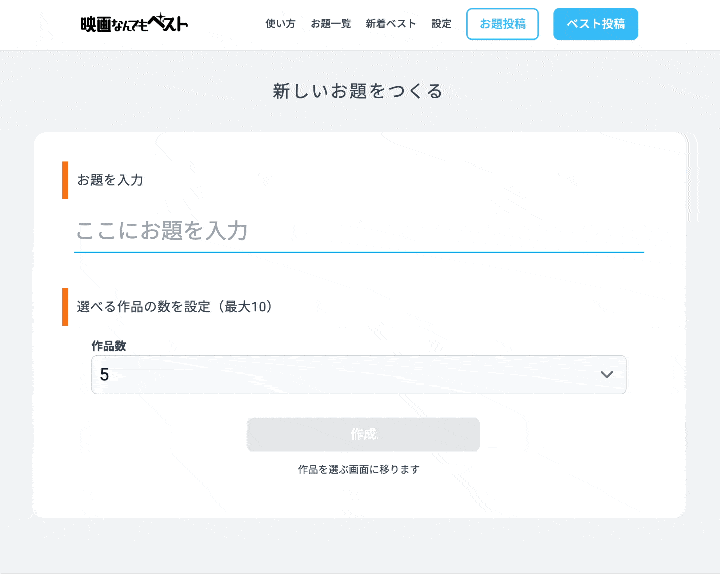 映画なんでもベスト 使い方 お題一覧 新着ベスト 設定 お題投稿 ベスト投稿
新しいお題をつくる
お題を入力
ここにお題を入力
選べる作品の数を設定（最大10）
作品数
5
作成
作品を選ぶ画面に移ります